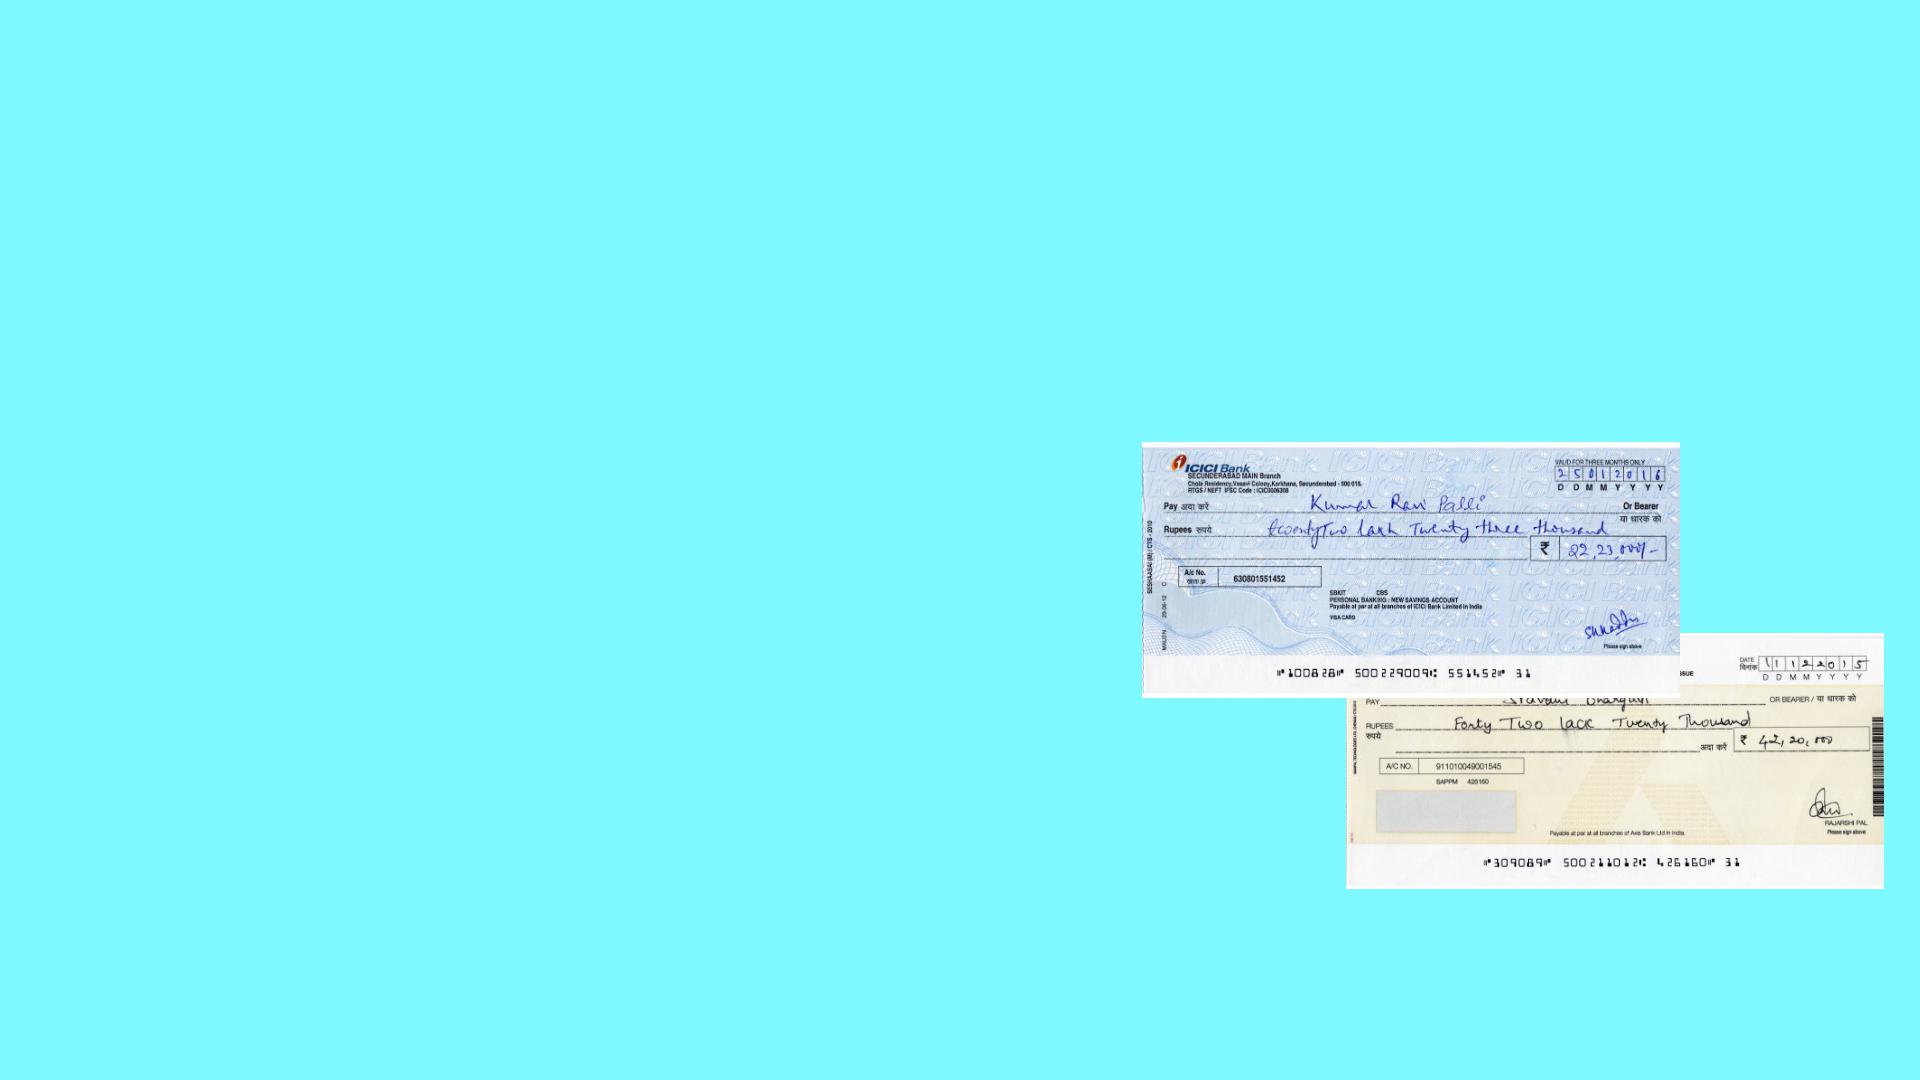 ICICI Bank
SECUNDERABAD MAIN Branch
Chola Residency,Vasavi Colony,Karkhana, Secunderabad - 500 015.
RTGS / NEFT IFSC Code : ICIC0006308
VALID FOR THREE MONTHS ONLY
2 5 0 1 2 0 1 6
D D M M Y Y Y Y
Pay अदा करें Kumar Ravi Palli Or Bearer
या धारक को
Rupees रुपये twentyTwo lakh Twenty three thousand
₹ 22,23,000/-
A/c No. 630801551452
SBKIT CBS
PERSONAL BANKING : NEW SAVINGS ACCOUNT
Payable at par at all branches of ICICI Bank Limited in India
VISA CARD
Please sign above
SESHAASAI (M) / CTS - 2010
⑈100828⑈ 500229009⑆ 551452⑈ 31
SSUE
DATE
दिनांक 1 1 1 2 2 0 1 5
D D M M Y Y Y Y
PAY Sravani Bhargavi OR BEARER / या धारक को
RUPEES Forty Two lack Twenty Thousand
रुपये अदा करें ₹ 42,20,000
A/C NO. 911010049001545
SAPPM 426160
RAJARSHI PAL
Please sign above
Payable at par at all branches of Axis Bank Ltd in India.
⑈309089⑈ 500211012⑆ 426160⑈ 31